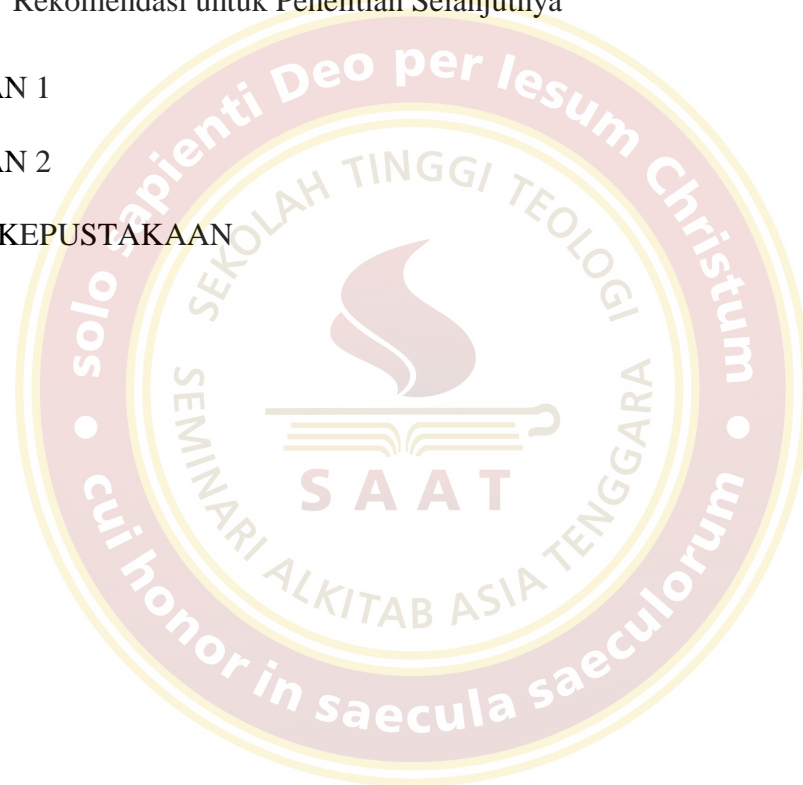 Rekomendasi untuk Penelitian Selanjutnya
AN 1
AN 2
KEPUSTAKAAN
solo sapienti Deo per Iesum Christum
cui honor in saecula saeculorum
SEKOLAH TINGGI TEOLOGI
SEMINARI ALKITAB ASIA TENGGARA
SAAT